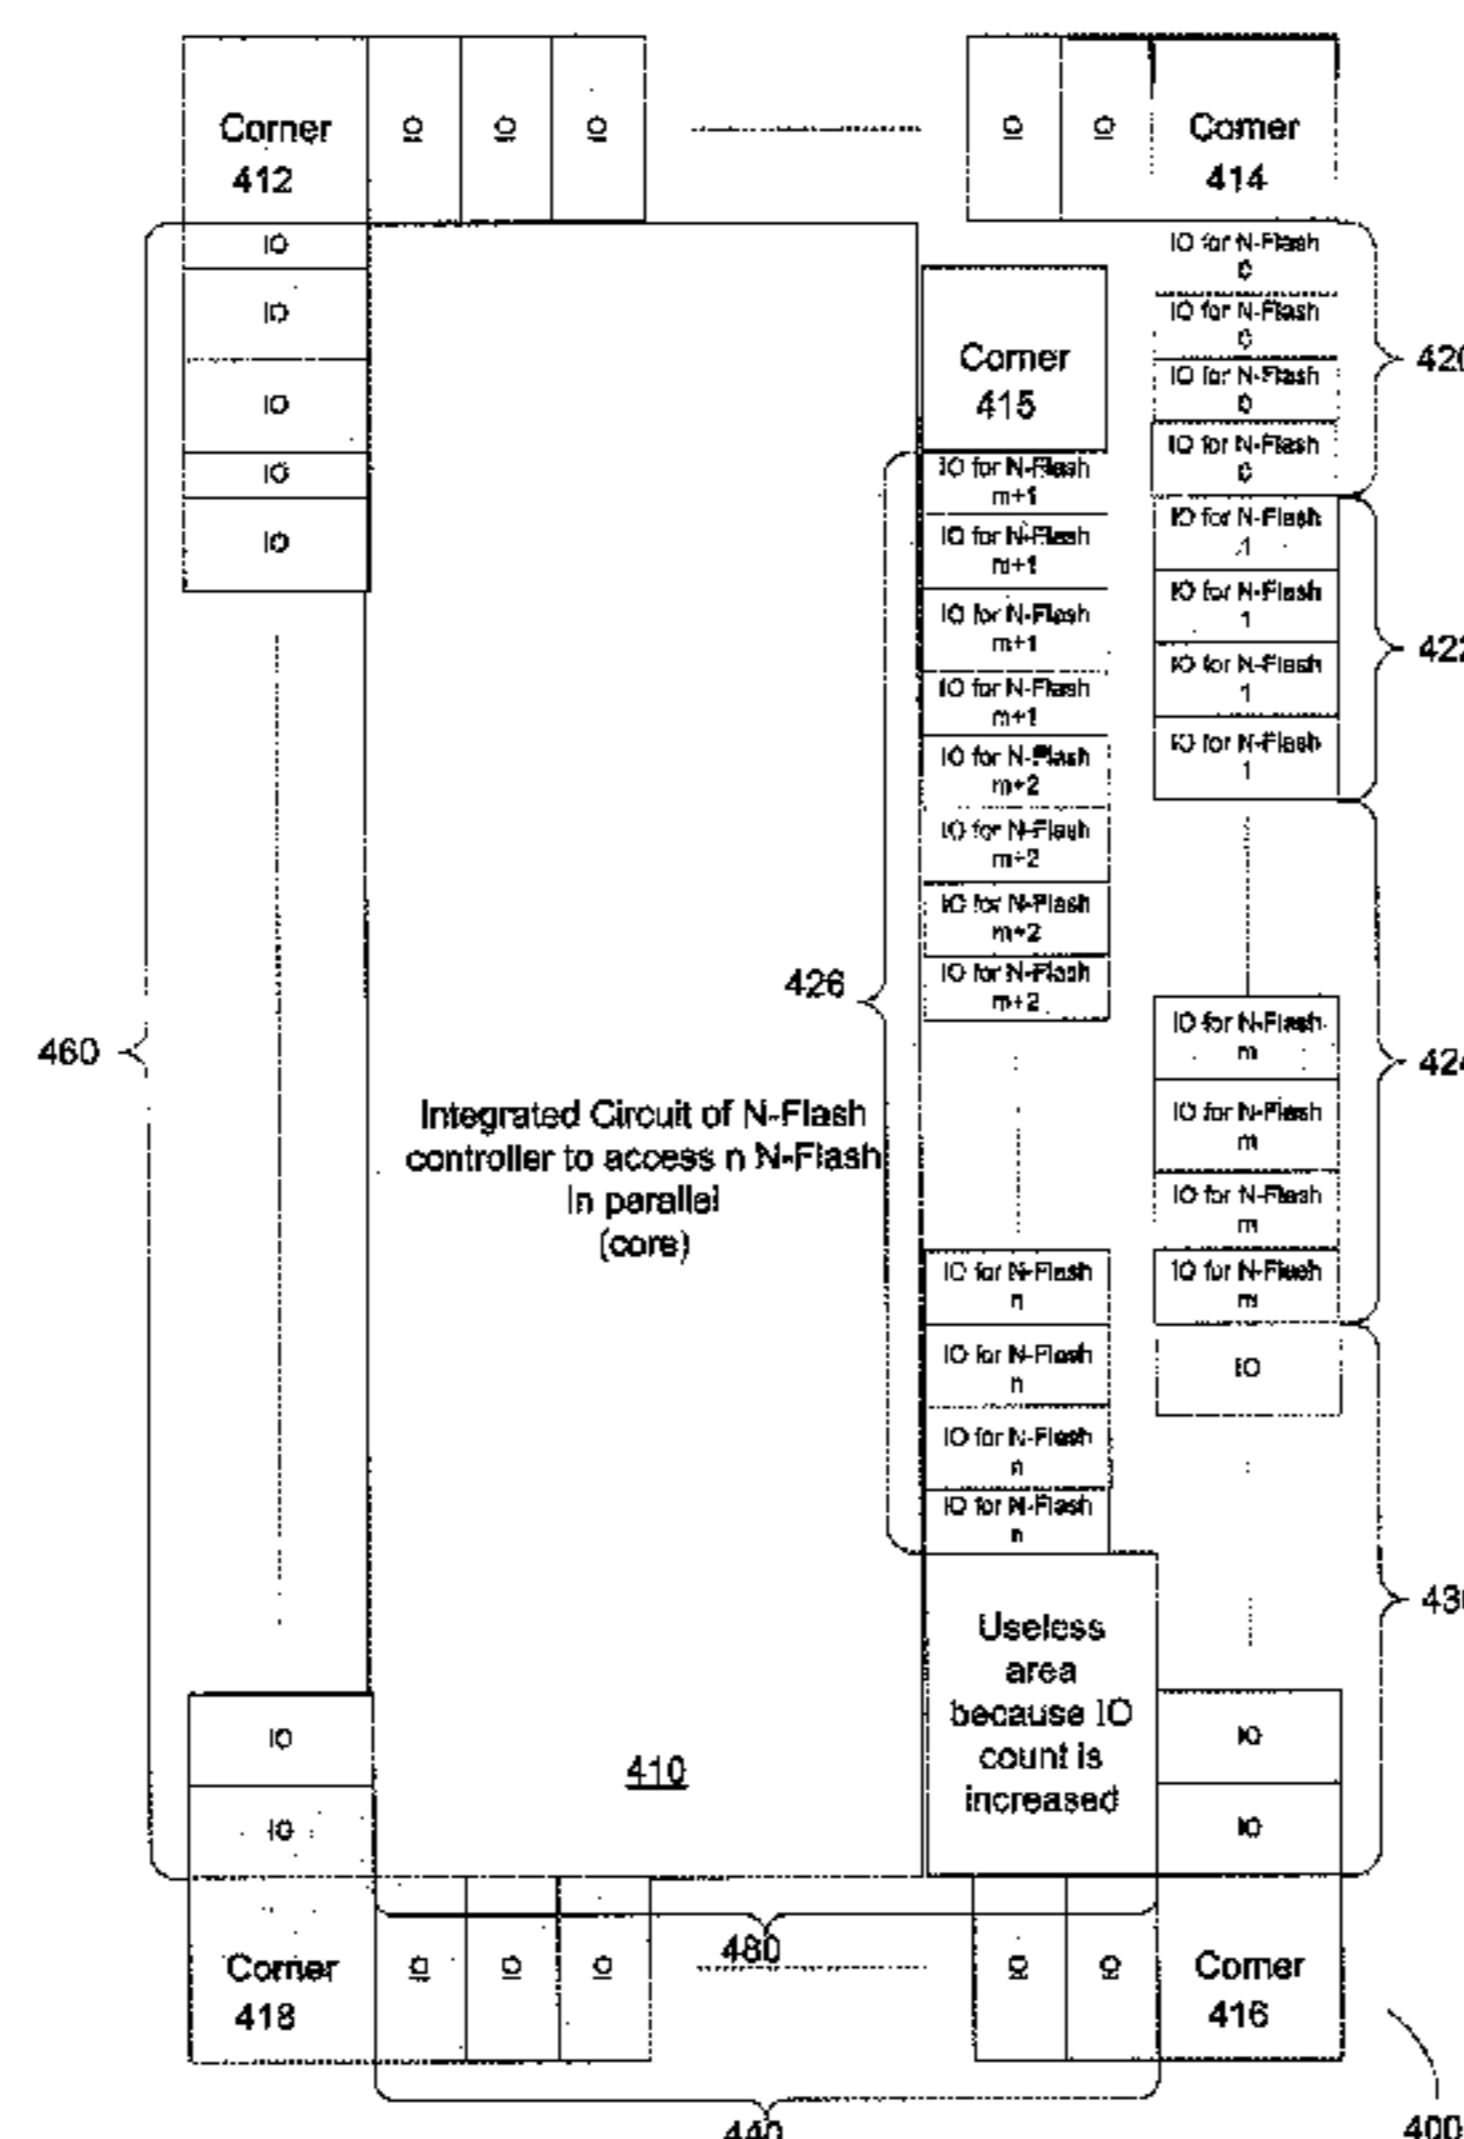 Corner
412
IO
IO
IO
IO
IO
Corner
414
IO
IO
IO
IO
IO
IO for N-Flash
0
IO for N-Flash
0
IO for N-Flash
0
IO for N-Flash
0
420
Corner
415
IO for N-Flash
m+1
IO for N-Flash
m+1
IO for N-Flash
m+1
IO for N-Flash
m+1
IO for N-Flash
m+2
IO for N-Flash
m+2
IO for N-Flash
m+2
IO for N-Flash
m+2
IO for N-Flash
1
IO for N-Flash
1
IO for N-Flash
1
IO for N-Flash
1
426
460
Integrated Circuit of N-Flash
controller to access n N-Flash
in parallel
(core)
IO for N-Flash
m
IO for N-Flash
m
IO for N-Flash
m
IO for N-Flash
m
IO for N-Flash
n
IO for N-Flash
n
IO for N-Flash
n
IO for N-Flash
n
IO
Useless
area
because IO
count is
increased
410
IO
IO
IO
IO
480
Corner
418
IO
IO
IO
IO
IO
Corner
416
440
400